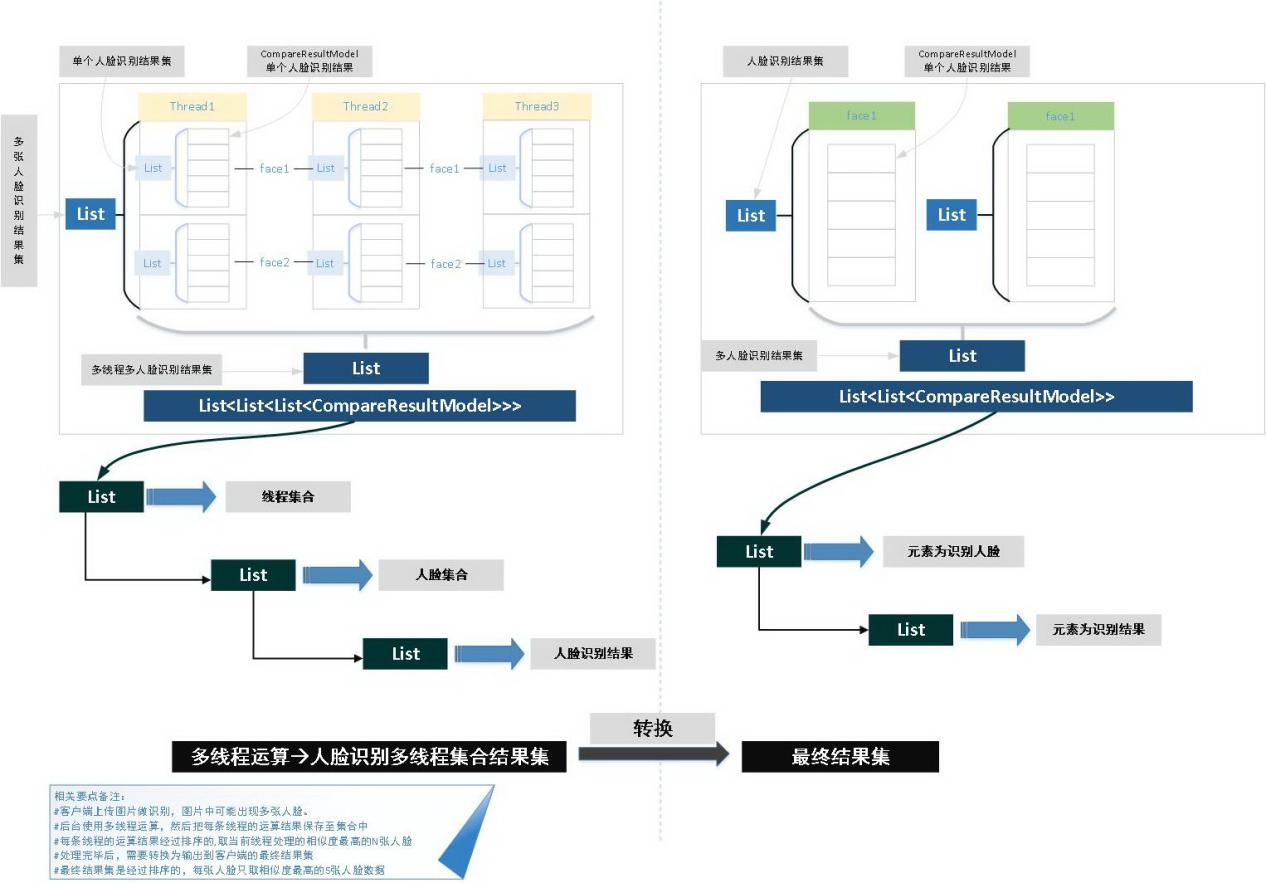 单个人脸识别结果集
CompareResultModel
单个人脸识别结果
多张人脸识别结果集
Thread1
Thread2
Thread3
List
face1
List
face1
List
List
List
face2
List
face2
List
多线程多人脸识别结果集
List
List<List<List<CompareResultModel>>>
List
线程集合
List
人脸集合
List
人脸识别结果
人脸识别结果集
CompareResultModel
单个人脸识别结果
face1
face1
List
List
多人脸识别结果集
List
List<List<CompareResultModel>>
List
元素为识别人脸
List
元素为识别结果
多线程运算→人脸识别多线程集合结果集
转换
最终结果集
相关要点备注：
#客户端上传图片做识别，图片中可能出现多张人脸。
#后台使用多线程运算，然后把每条线程的运算结果保存至集合中
#每条线程的运算结果经过排序的,取当前线程处理的相似度最高的N张人脸
#处理完毕后，需要转换为输出到客户端的最终结果集
#最终结果集是经过排序的，每张人脸只取相似度最高的5张人脸数据